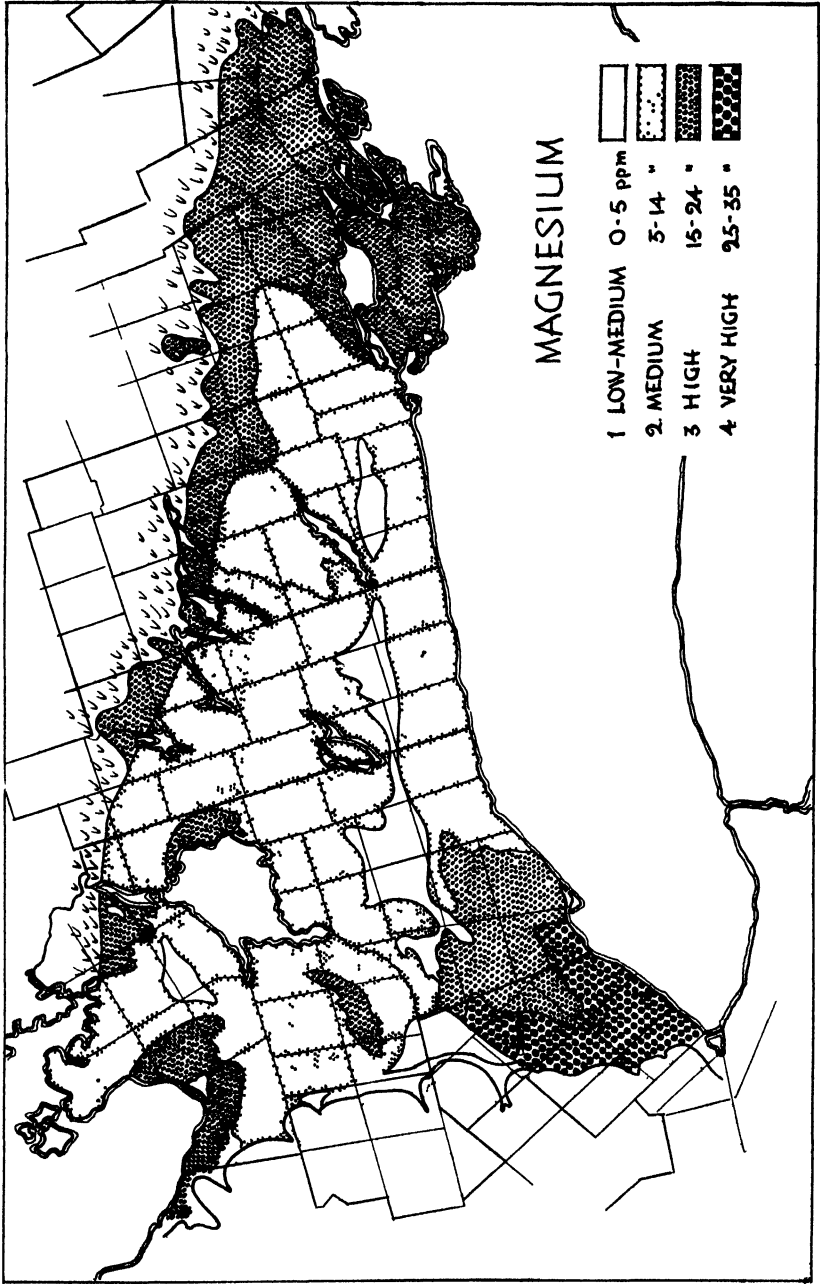 MAGNESIUM
1 LOW-MEDIUM 0-5 ppm
2 MEDIUM 5-14 "
3 HIGH 15-24 "
4 VERY HIGH 25-35 "